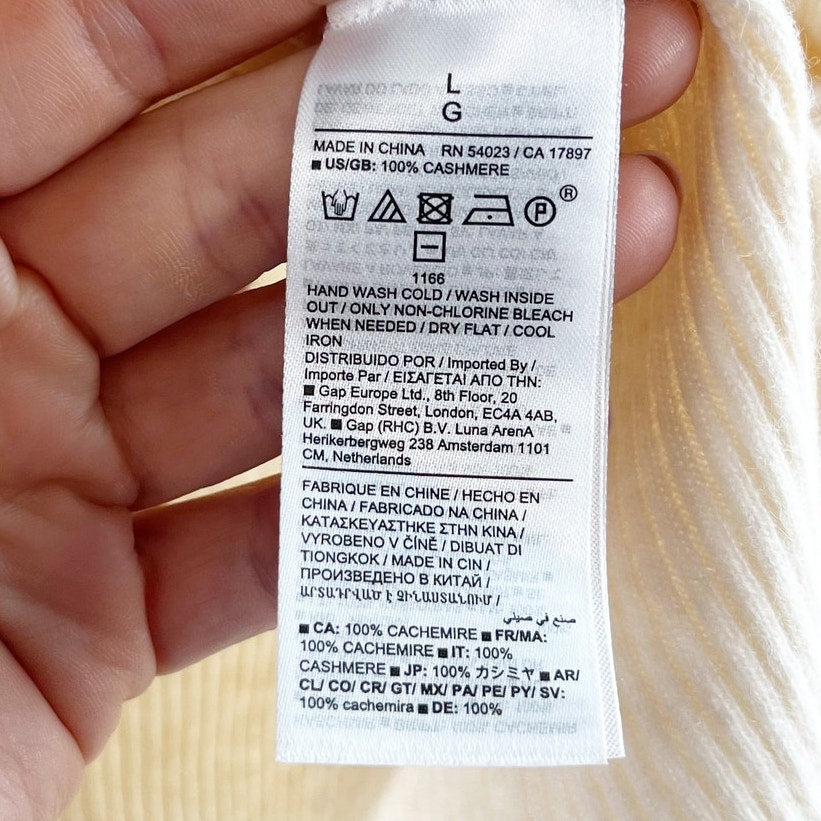 L
G
MADE IN CHINA RN 54023 / CA 17897
■ US/GB: 100% CASHMERE
®
P
1166
HAND WASH COLD / WASH INSIDE
OUT / ONLY NON-CHLORINE BLEACH
WHEN NEEDED / DRY FLAT / COOL
IRON
DISTRIBUIDO POR / Imported By /
Importe Par / ΕΙΣΑΓΕΤΑΙ ΑΠΟ ΤΗΝ:
■ Gap Europe Ltd., 8th Floor, 20
Farringdon Street, London, EC4A 4AB,
UK. ■ Gap (RHC) B.V. Luna ArenA
Herikerbergweg 238 Amsterdam 1101
CM, Netherlands
FABRIQUE EN CHINE / HECHO EN
CHINA / FABRICADO NA CHINA /
ΚΑΤΑΣΚΕΥΑΣΤΗΚΕ ΣΤΗΝ ΚΙΝΑ /
VYROBENO V ČÍNĚ / DIBUAT DI
TIONGKOK / MADE IN CIN /
ПРОИЗВЕДЕНО В КИТАЙ /
ԱՐՏԱԴՐՎԱԾ Է ՉԻՆԱՍՏԱՆՈՒՄ /
صنع في صيني
■ CA: 100% CACHEMIRE ■ FR/MA:
100% CACHEMIRE ■ IT: 100%
CASHMERE ■ JP: 100% カシミヤ ■ AR/
CL/ CO/ CR/ GT/ MX/ PA/ PE/ PY/ SV:
100% cachemira ■ DE: 100%